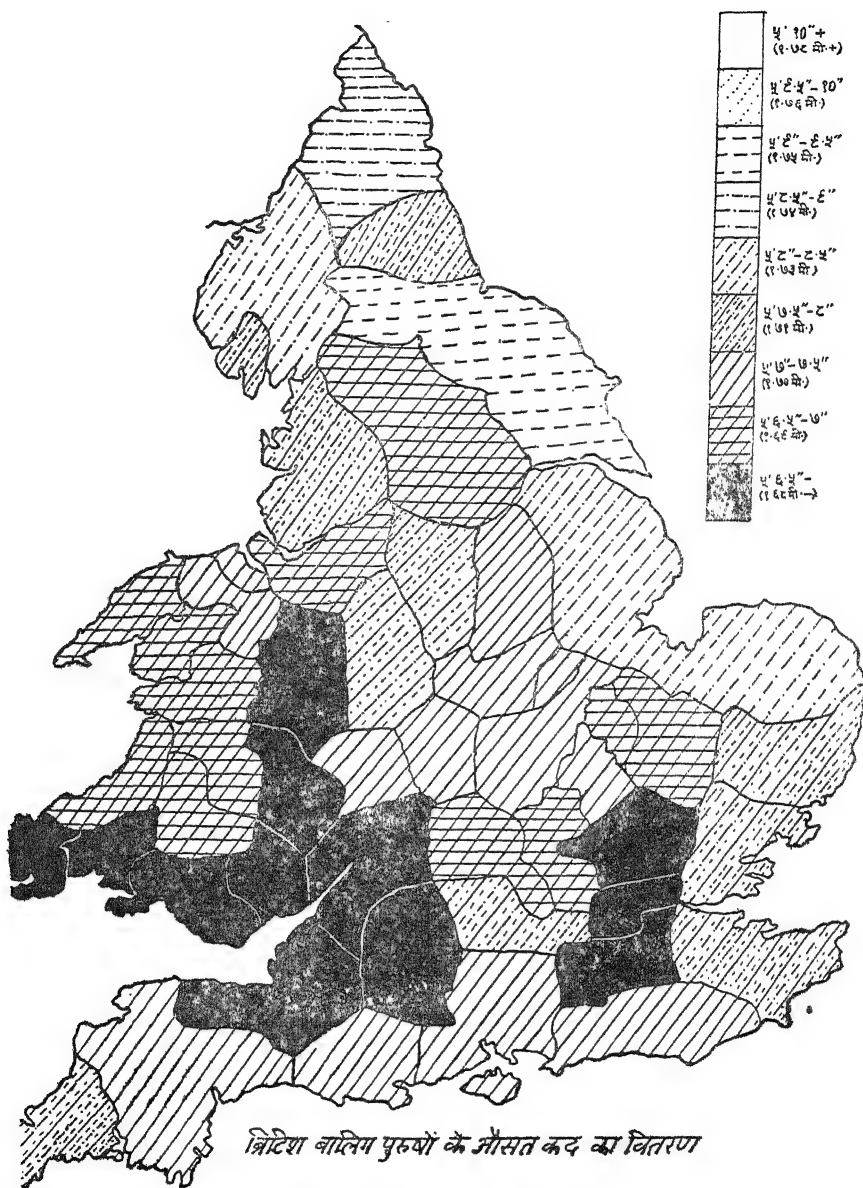 ५' १०"+
(१·७८ मी·+)
५' ९·५"-१०"
(१·७६ मी·)
५' ९"-९·५"
(१·७५ मी·)
५' ८·५"-९"
(१·७४ मी·)
५' ८"-८·५"
(१·७३ मी·)
५' ७·५"-८"
(१·७१ मी·)
५' ७"-७·५"
(१·७० मी·)
५' ६·५"-७"
(१·६९ मी·)
५' ६·५"-
(१·६८ मी·-)
ब्रिटिश बालिग पुरुषों के औसत कद का वितरण